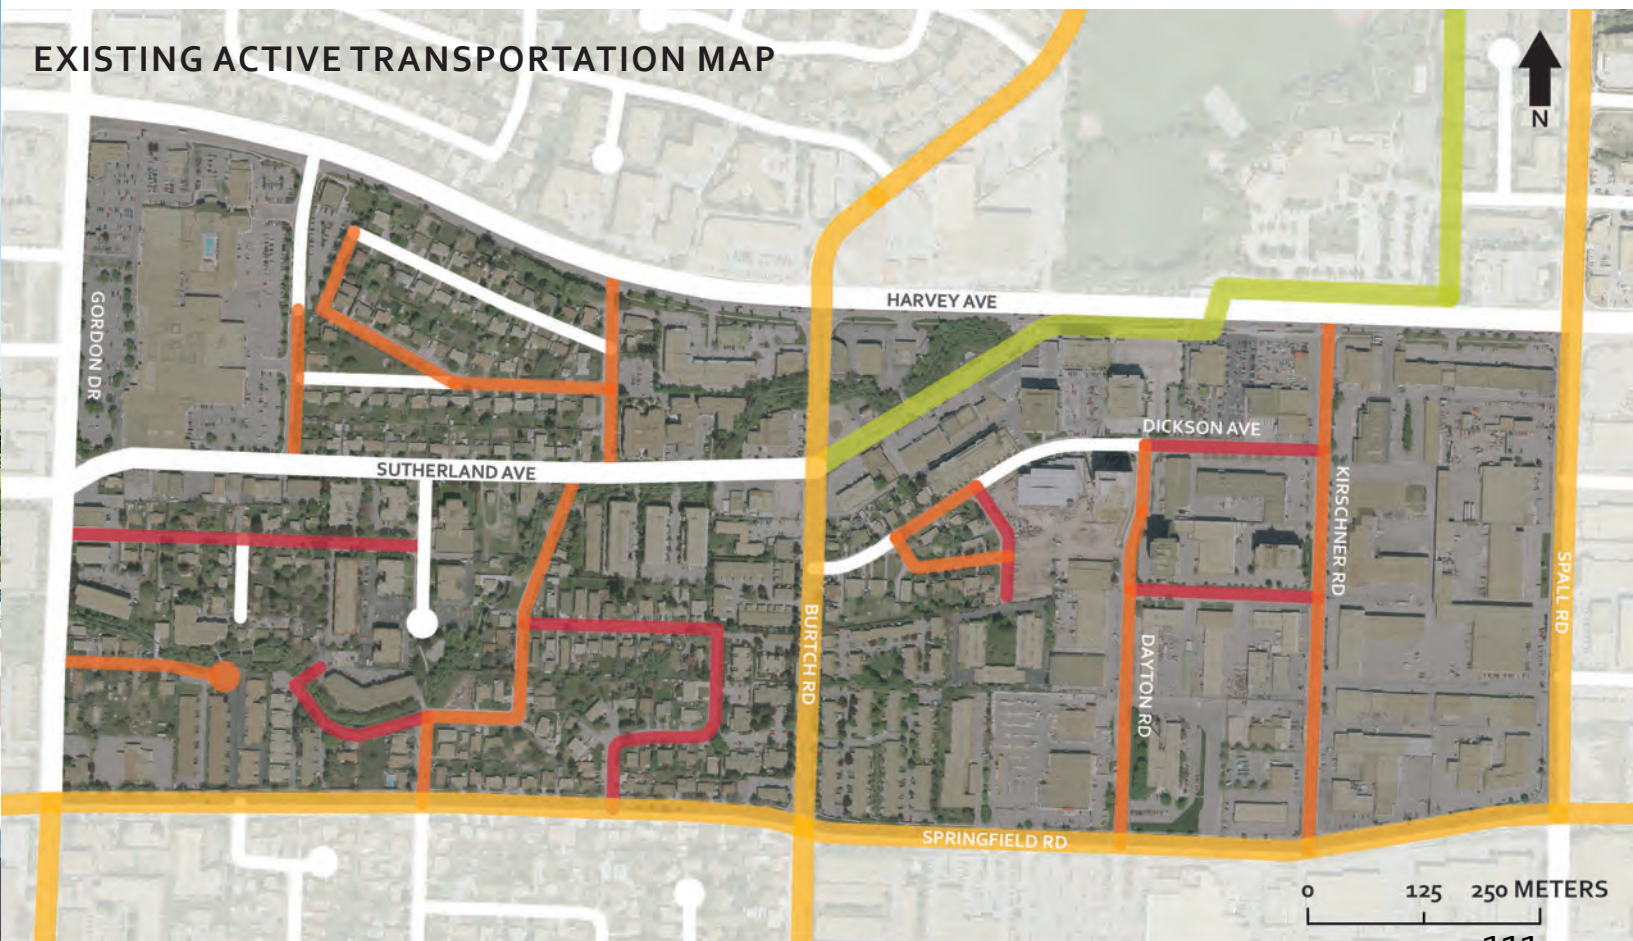 EXISTING ACTIVE TRANSPORTATION MAP
N
HARVEY AVE
GORDON DR
DICKSON AVE
SUTHERLAND AVE
KIRSCHNER RD
SPALL RD
BURTCH RD
DAYTON RD
SPRINGFIELD RD
0 125 250 METERS